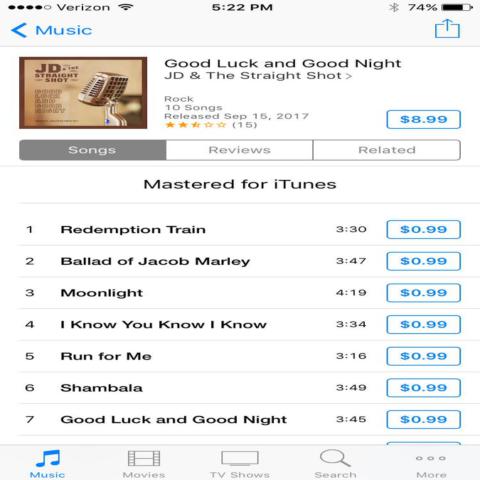 Verizon 5:22 PM 74%
Music
JD &
STRAIGHT
SHOT
GOOD
LUCK
AND
GOOD
NIGHT
Good Luck and Good Night
JD & The Straight Shot >
Rock
10 Songs
Released Sep 15, 2017
(15)
$8.99
Songs Reviews Related
Mastered for iTunes
1 Redemption Train 3:30 $0.99
2 Ballad of Jacob Marley 3:47 $0.99
3 Moonlight 4:19 $0.99
4 I Know You Know I Know 3:34 $0.99
5 Run for Me 3:16 $0.99
6 Shambala 3:49 $0.99
7 Good Luck and Good Night 3:45 $0.99
Music Movies TV Shows Search More